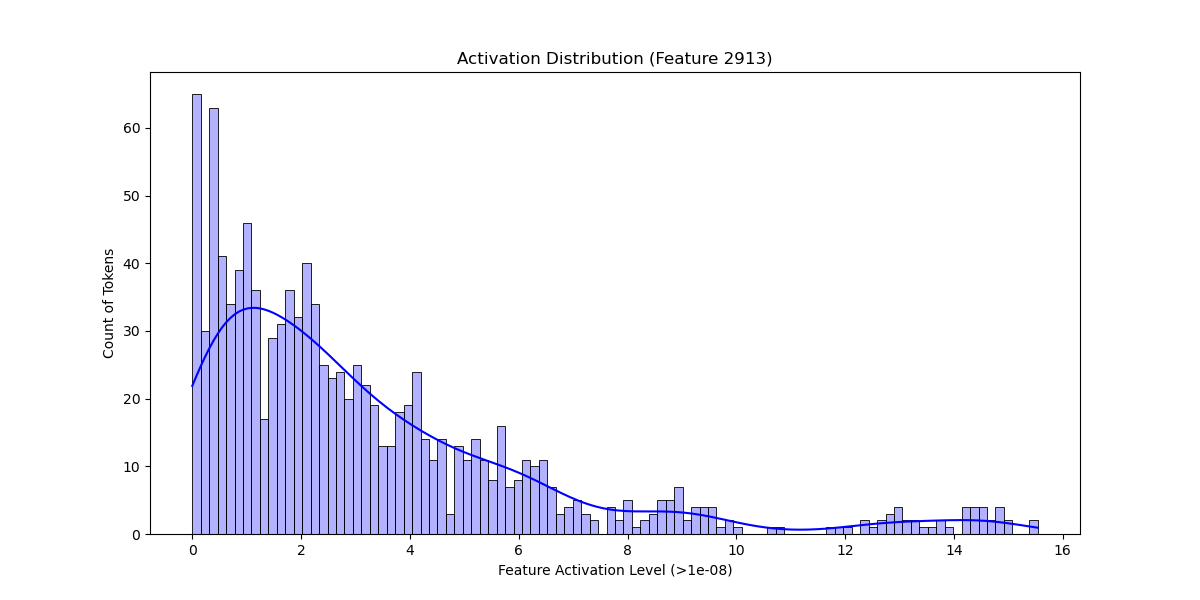 Activation Distribution (Feature 2913)
Count of Tokens
60
50
40
30
20
10
0
0 2 4 6 8 10 12 14 16
Feature Activation Level (>1e-08)